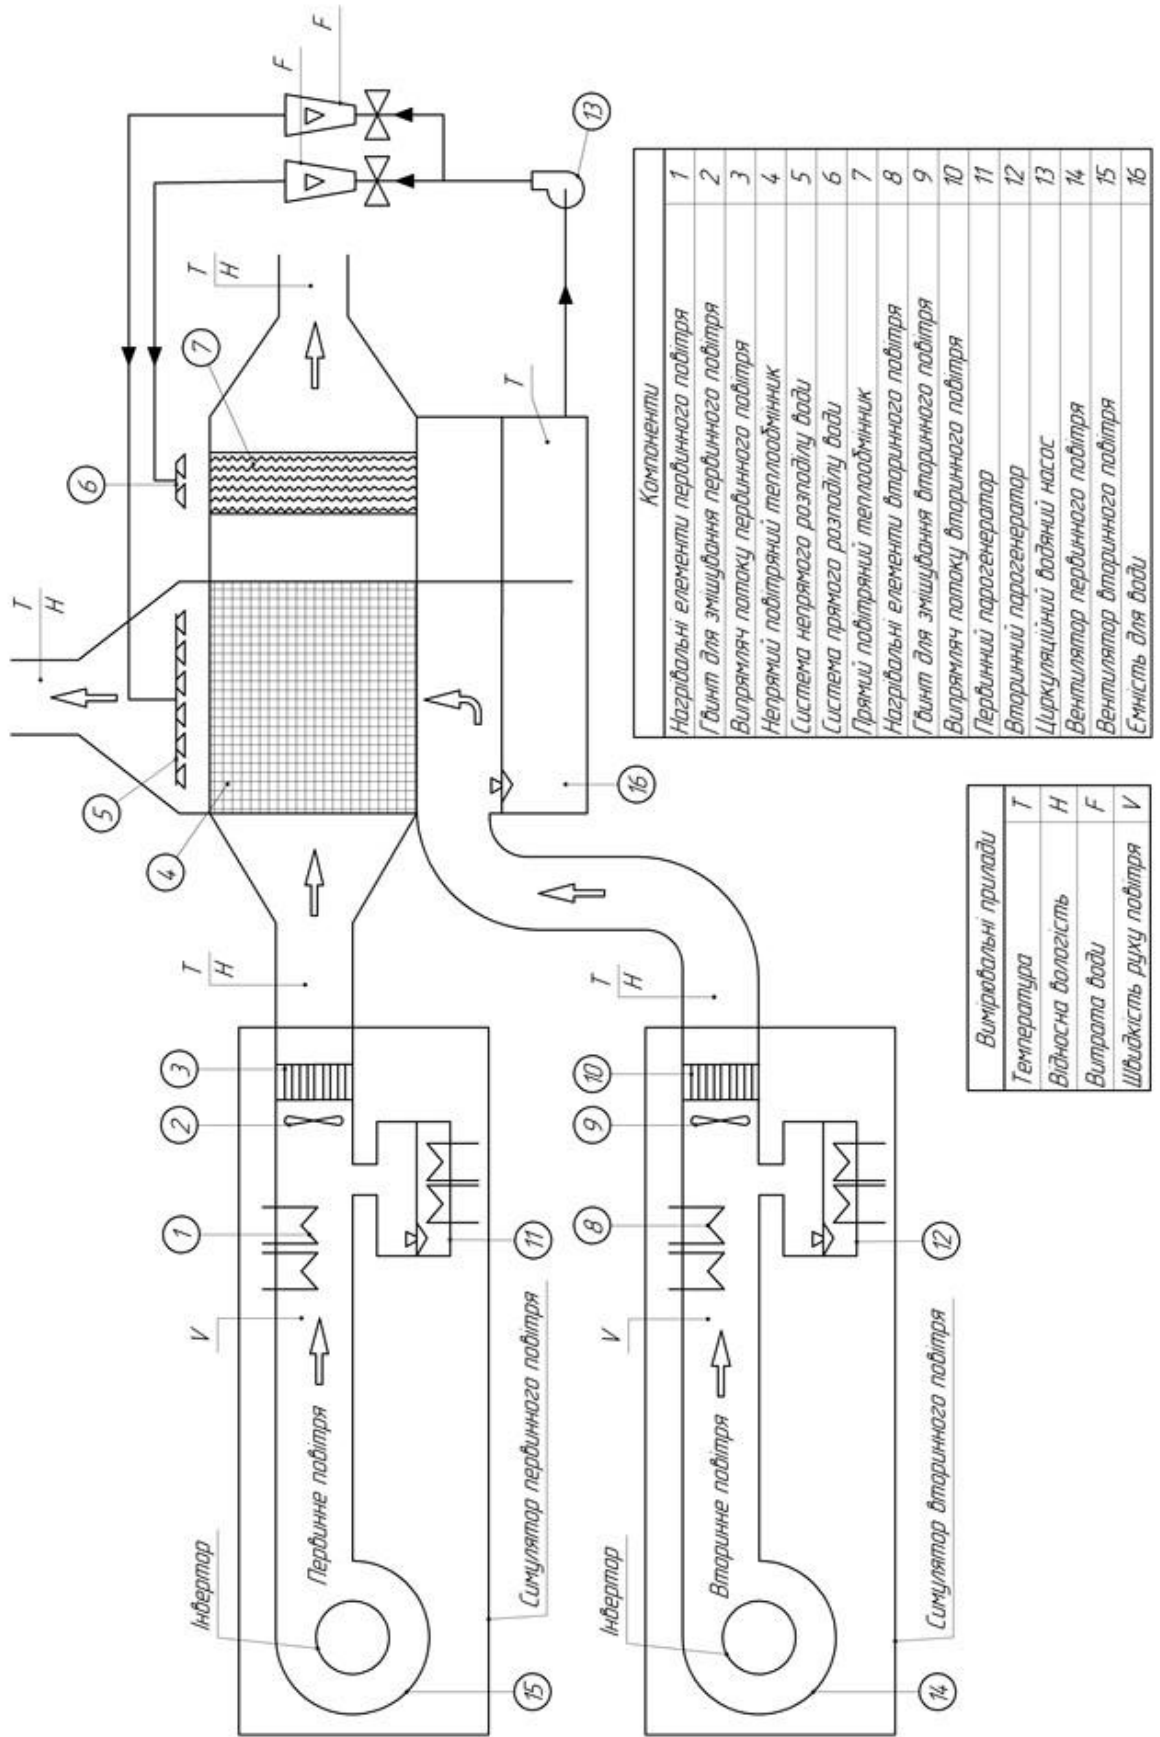 T
H
F
F
5
6
7
4
T
H
T
H
T
13
16
1
2
3
V
Інвертор
Первинне повітря
15
11
Симулятор первинного повітря
T
H
8
9
10
V
Інвертор
Вторинне повітря
14
12
Симулятор вторинного повітря
Вимірювальні прилади
Температура T
Відносна вологість H
Витрата води F
Швидкість руху повітря V
Компоненти
Нагрівальні елементи первинного повітря 1
Гвинт для змішування первинного повітря 2
Випрямляч потоку первинного повітря 3
Непрямий повітряний теплообмінник 4
Система непрямого розподілу води 5
Система прямого розподілу води 6
Прямий повітряний теплообмінник 7
Нагрівальні елементи вторинного повітря 8
Гвинт для змішування вторинного повітря 9
Випрямляч потоку вторинного повітря 10
Первинний парогенератор 11
Вторинний парогенератор 12
Циркуляційний водяний насос 13
Вентилятор первинного повітря 14
Вентилятор вторинного повітря 15
Ємність для води 16